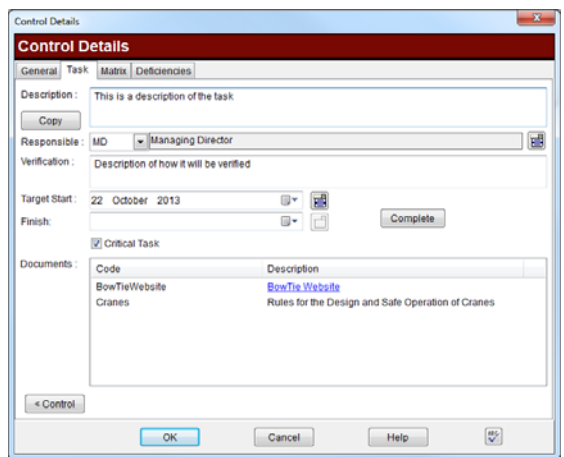 Control Details
Control Details
General Task Matrix Deficiencies
Description : This is a description of the task
Copy
Responsible : MD Managing Director
Verification : Description of how it will be verified
Target Start : 22 October 2013
Finish: Complete
Critical Task
Documents : Code Description
BowTieWebsite BowTie Website
Cranes Rules for the Design and Safe Operation of Cranes
« Control
OK Cancel Help